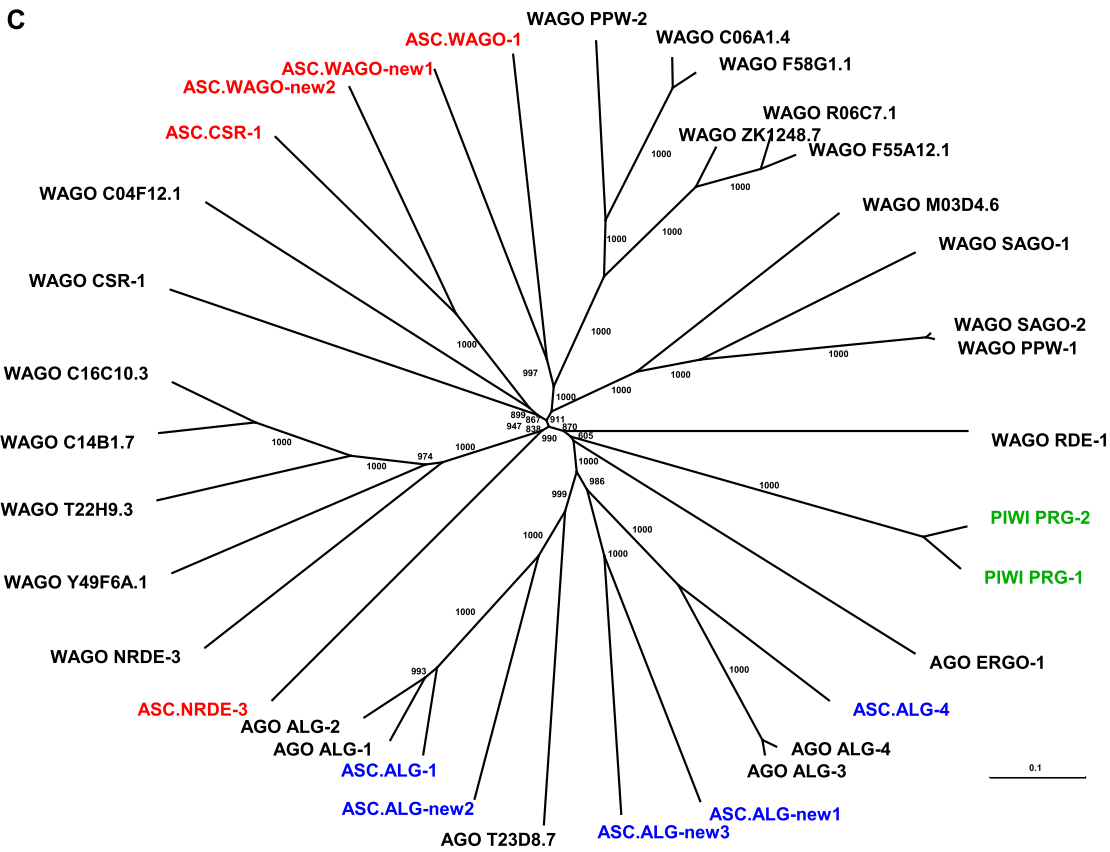 C
WAGO PPW-2
ASC.WAGO-1
WAGO C06A1.4
WAGO F58G1.1
ASC.WAGO-new1
ASC.WAGO-new2
WAGO R06C7.1
ASC.CSR-1
WAGO ZK1248.7
WAGO F55A12.1
1000
1000
WAGO C04F12.1
WAGO M03D4.6
1000
1000
WAGO SAGO-1
WAGO CSR-1
WAGO SAGO-2
1000
1000
WAGO PPW-1
1000
WAGO C16C10.3
997
1000
1000
1000
899
867
911
947
838
870
990
605
WAGO C14B1.7
1000
WAGO RDE-1
1000
974
1000
1000
986
1000
999
WAGO T22H9.3
PIWI PRG-2
1000
1000
1000
WAGO Y49F6A.1
PIWI PRG-1
1000
WAGO NRDE-3
AGO ERGO-1
993
1000
ASC.NRDE-3
ASC.ALG-4
AGO ALG-2
AGO ALG-1
AGO ALG-4
ASC.ALG-1
AGO ALG-3
0.1
ASC.ALG-new2
ASC.ALG-new1
ASC.ALG-new3
AGO T23D8.7